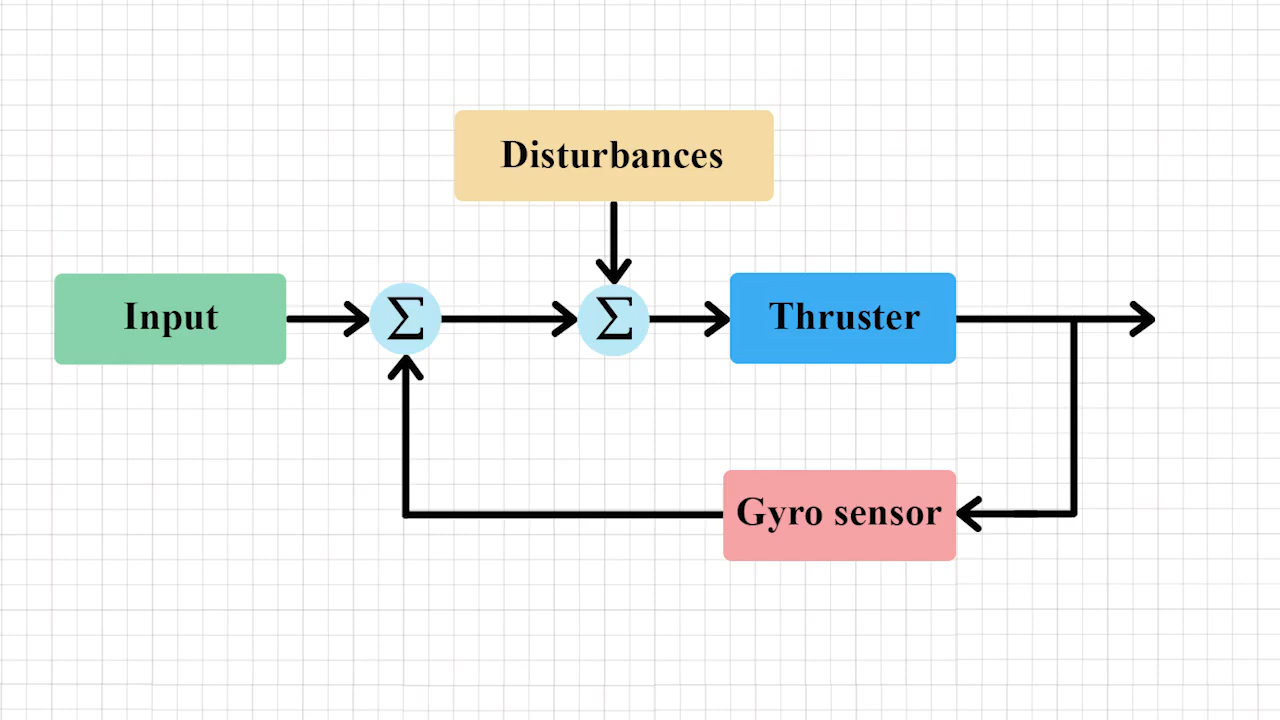 Disturbances
Input
Σ
Σ
Thruster
Gyro sensor